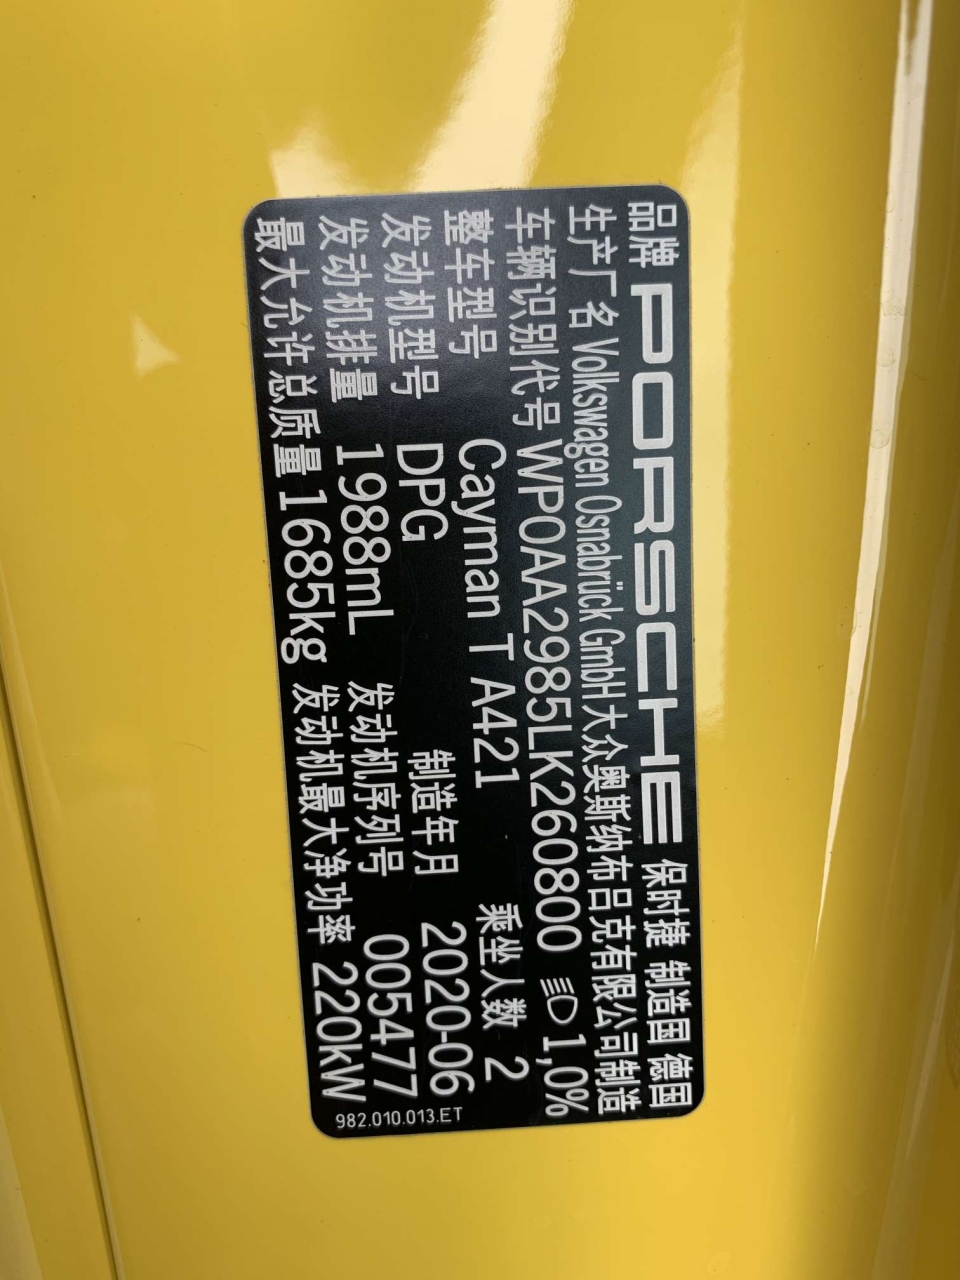 品牌 PORSCHE 保时捷 制造国 德国
生产厂名 Volkswagen Osnabrück GmbH大众奥斯纳布吕克有限公司制造
车辆识别代号 WP0AA2985LK260800 1,0%
整车型号 Cayman T A421 乘坐人数 2
发动机型号 DPG 制造年月 2020-06
发动机排量 1988mL 发动机序列号 005477
最大允许总质量 1685kg 发动机最大净功率 220kW
982.010.013.ET